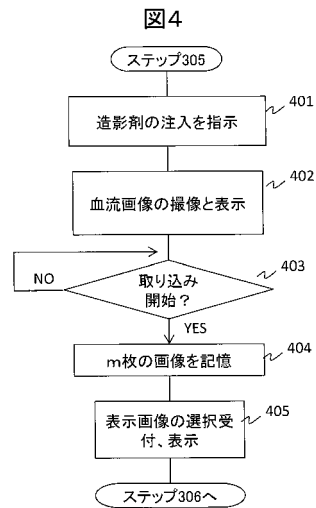 図4
ステップ305
造影剤の注入を指示
401
血流画像の撮像と表示
402
取り込み
開始？
403
NO
YES
m枚の画像を記憶
404
表示画像の選択受
付、表示
405
ステップ306へ